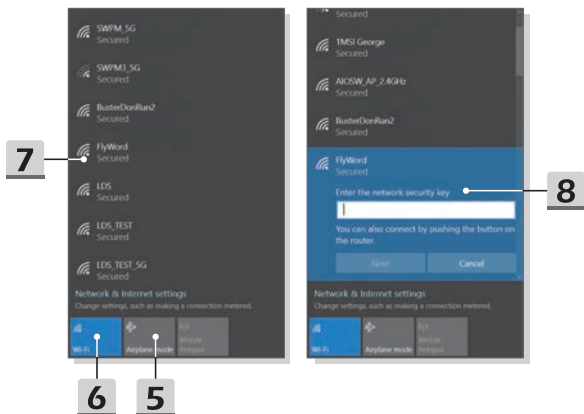 SWPM_5G
Secured
SWPM3_5G
Secured
BusterDonRun2
Secured
FlyWord
Secured
LDS
Secured
LDS_TEST
Secured
LDS_TEST_5G
Secured
Network & Internet settings
Change settings, such as making a connection metered.
Wi-Fi
Airplane mode
Mobile
hotspot
7
6
5
Secured
1MSI George
Secured
AIOSW_AP_2.4GHz
Secured
BusterDonRun2
Secured
FlyWord
Secured
Enter the network security key
You can also connect by pushing the button on
the router.
Next
Cancel
Network & Internet settings
Change settings, such as making a connection metered.
Wi-Fi
Airplane mode
Mobile
hotspot
8